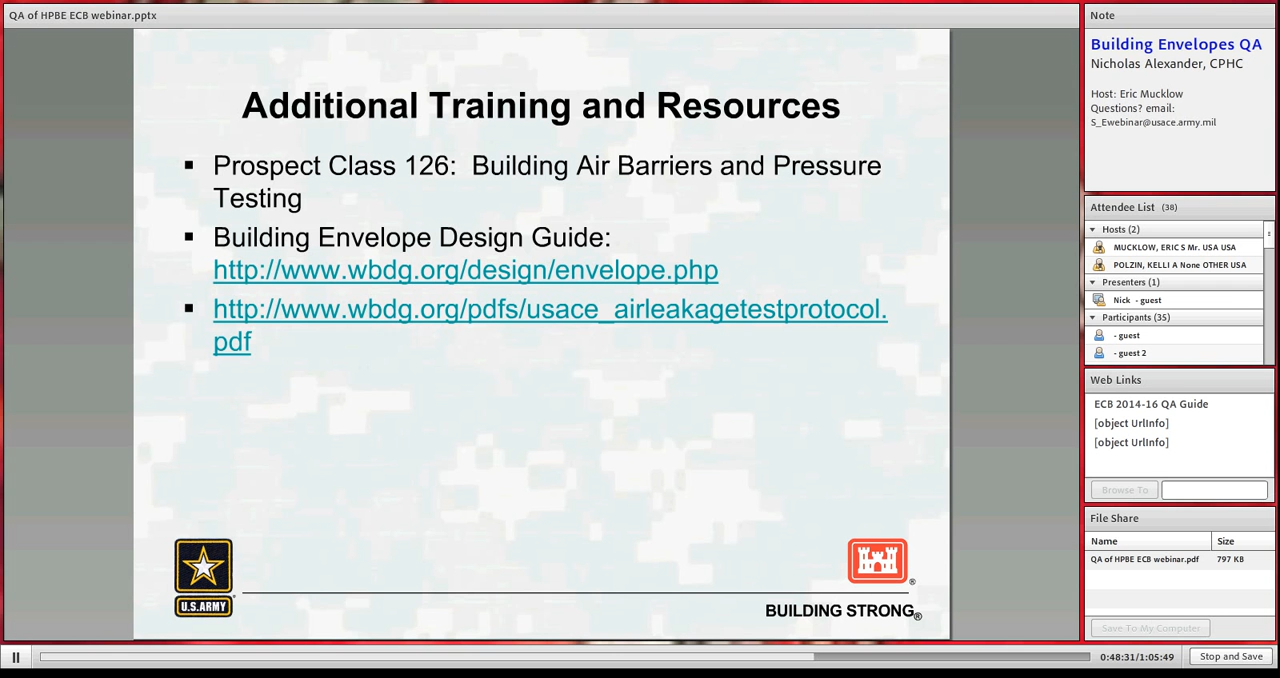 QA of HPBE ECB webinar.pptx
Additional Training and Resources
▪ Prospect Class 126:  Building Air Barriers and Pressure
Testing
▪ Building Envelope Design Guide:
http://www.wbdg.org/design/envelope.php
▪ http://www.wbdg.org/pdfs/usace_airleakagetestprotocol.
pdf
U.S.ARMY
®
BUILDING STRONG®
Note
Building Envelopes QA
Nicholas Alexander, CPHC
Host: Eric Mucklow
Questions? email:
S_Ewebinar@usace.army.mil
Attendee List (38)
Hosts (2)
MUCKLOW, ERIC S Mr. USA USA
POLZIN, KELLI A None OTHER USA
Presenters (1)
Nick - guest
Participants (35)
- guest
- guest 2
Web Links
ECB 2014-16 QA Guide
[object UrlInfo]
[object UrlInfo]
Browse To
File Share
Name Size
QA of HPBE ECB webinar.pdf 797 KB
Save To My Computer
0:48:31/1:05:49 Stop and Save